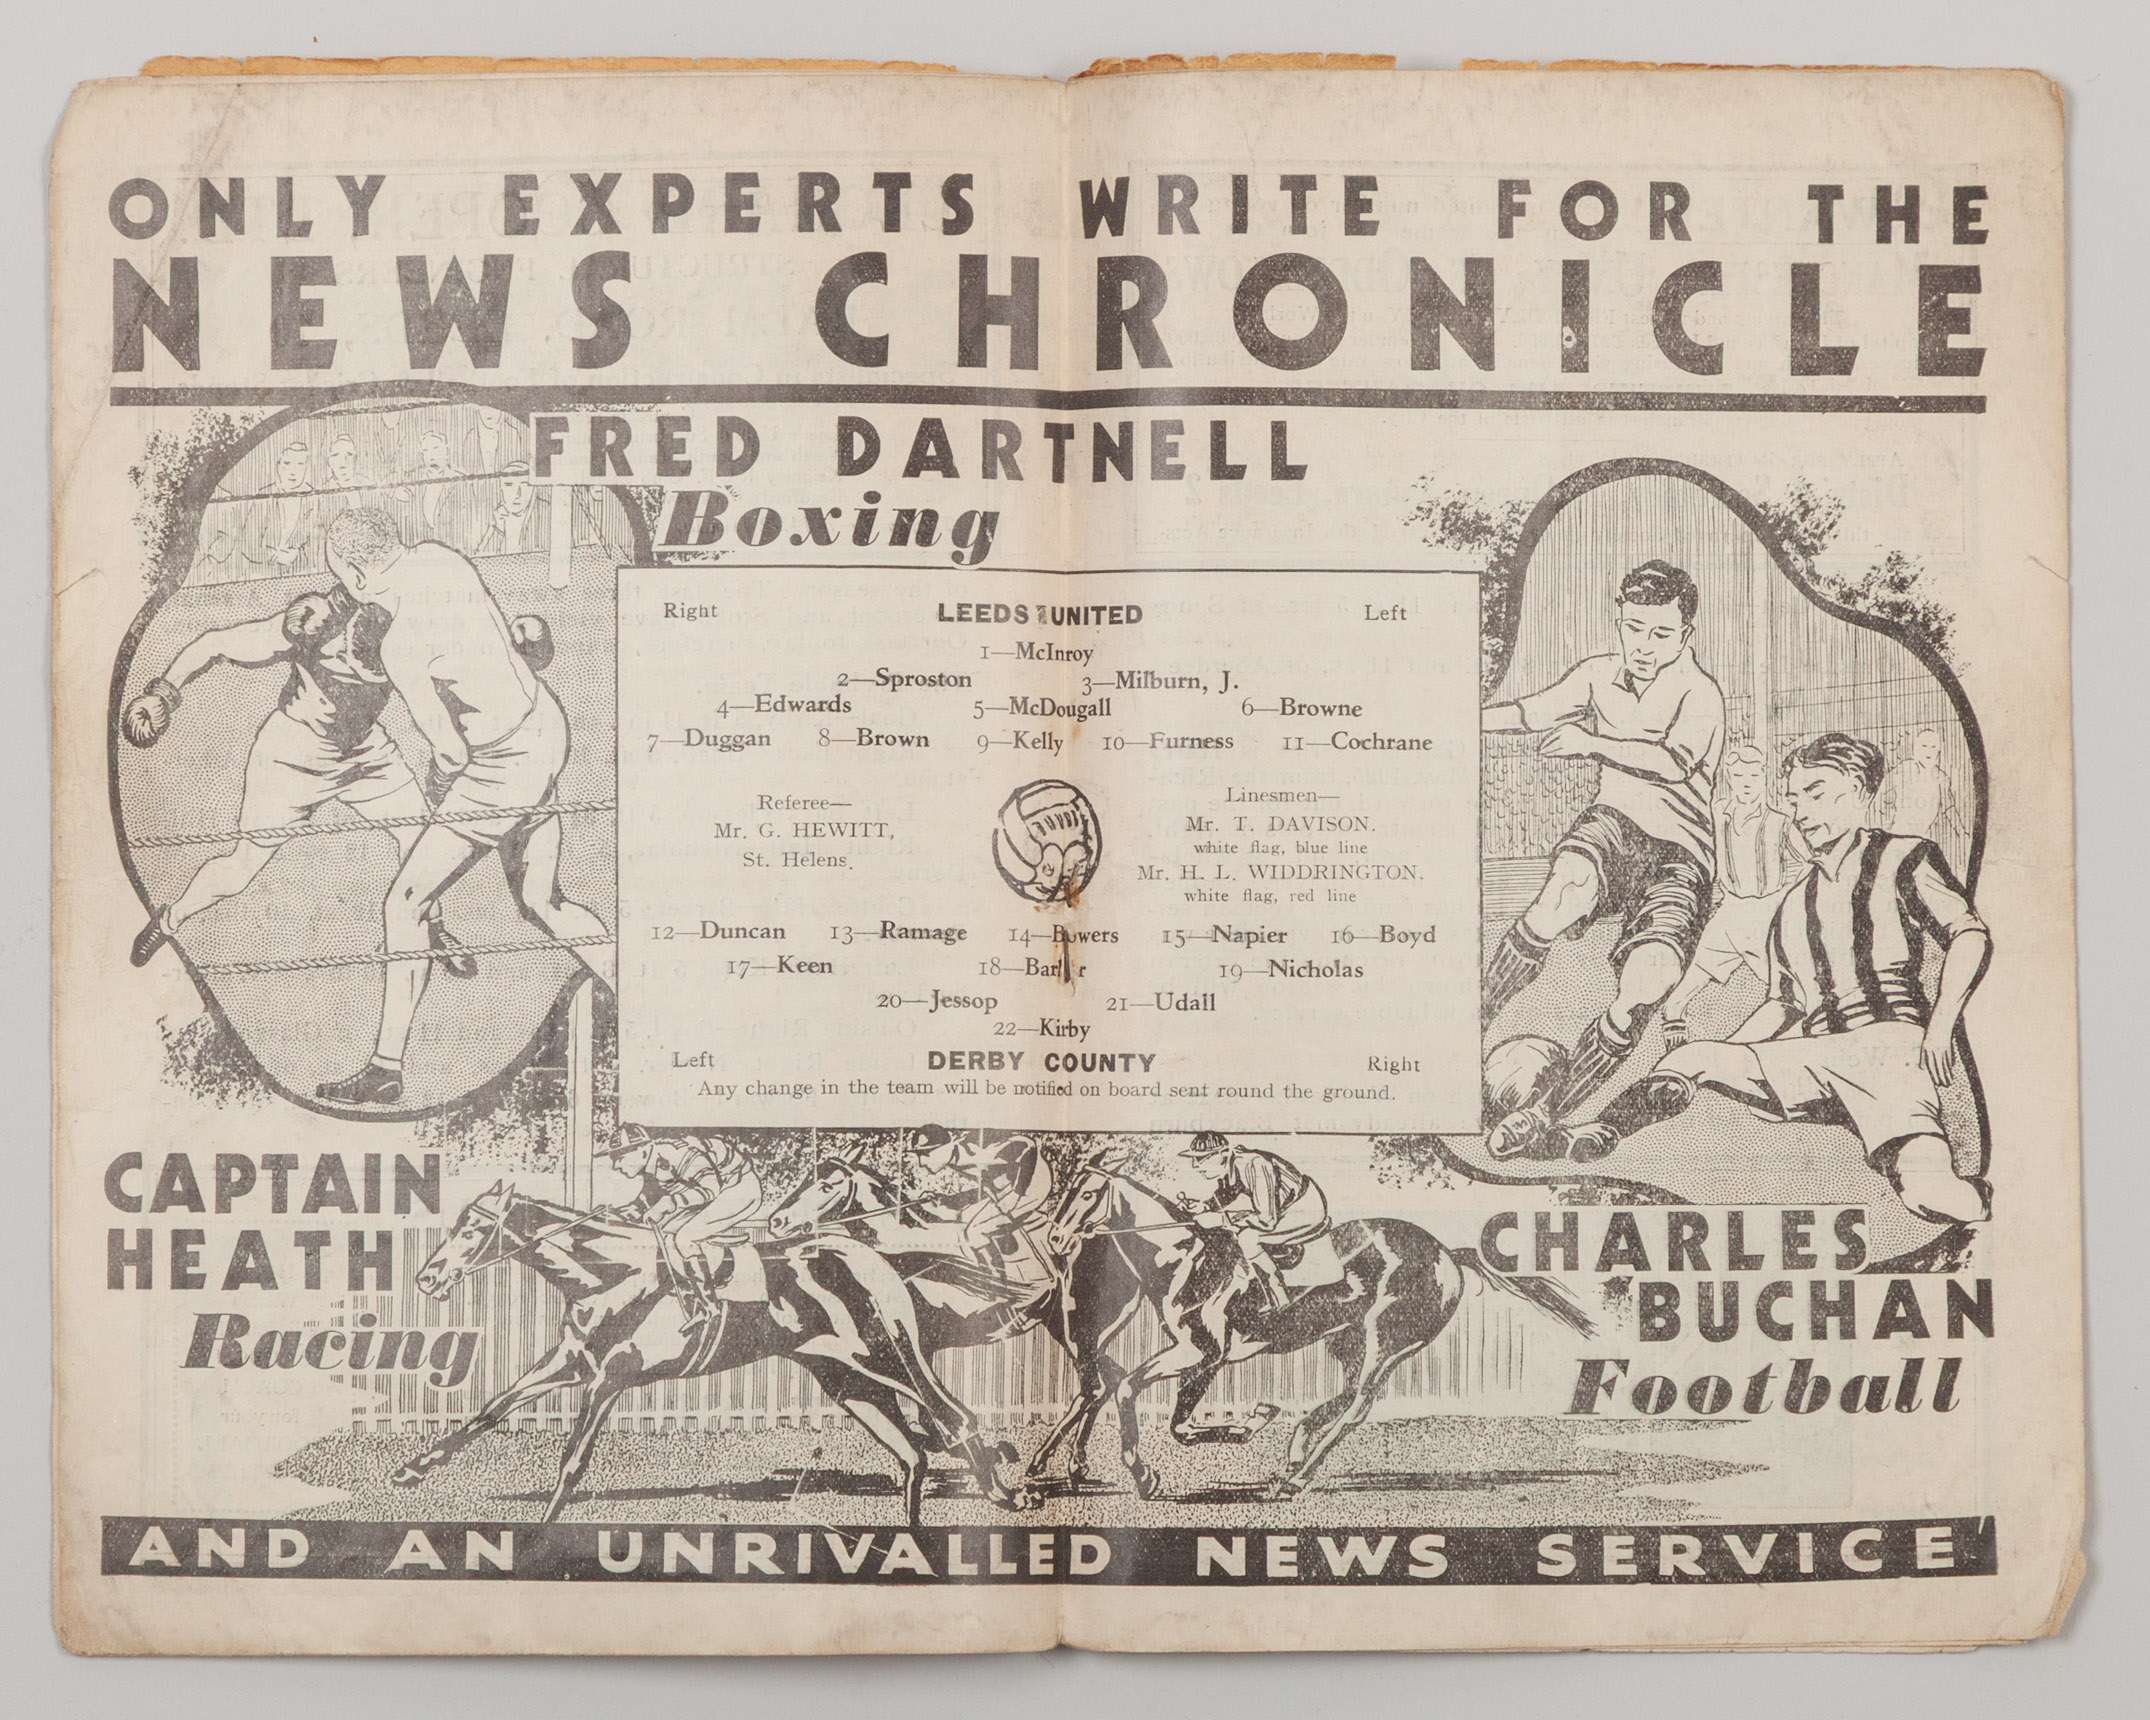 ONLY EXPERTS WRITE FOR THE
NEWS CHRONICLE
FRED DARTNELL
Boxing
Right LEEDS UNITED Left
1—McInroy
2—Sproston 3—Milburn, J.
4—Edwards 5—McDougall 6—Browne
7—Duggan 8—Brown 9—Kelly 10—Furness 11—Cochrane
Referee—
Mr. G. HEWITT,
St. Helens.
Linesmen—
Mr. T. DAVISON.
white flag, blue line
Mr. H. L. WIDDRINGTON.
white flag, red line
12—Duncan 13—Ramage 14—Bowers 15—Napier 16—Boyd
17—Keen 18— 19—Nicholas
20—Jessop 21—Udall
22—Kirby
Left DERBY COUNTY Right
Any change in the team will be notified on board sent round the ground.
CAPTAIN
HEATH
Racing
CHARLES
BUCHAN
Football
AND AN UNRIVALLED NEWS SERVICE